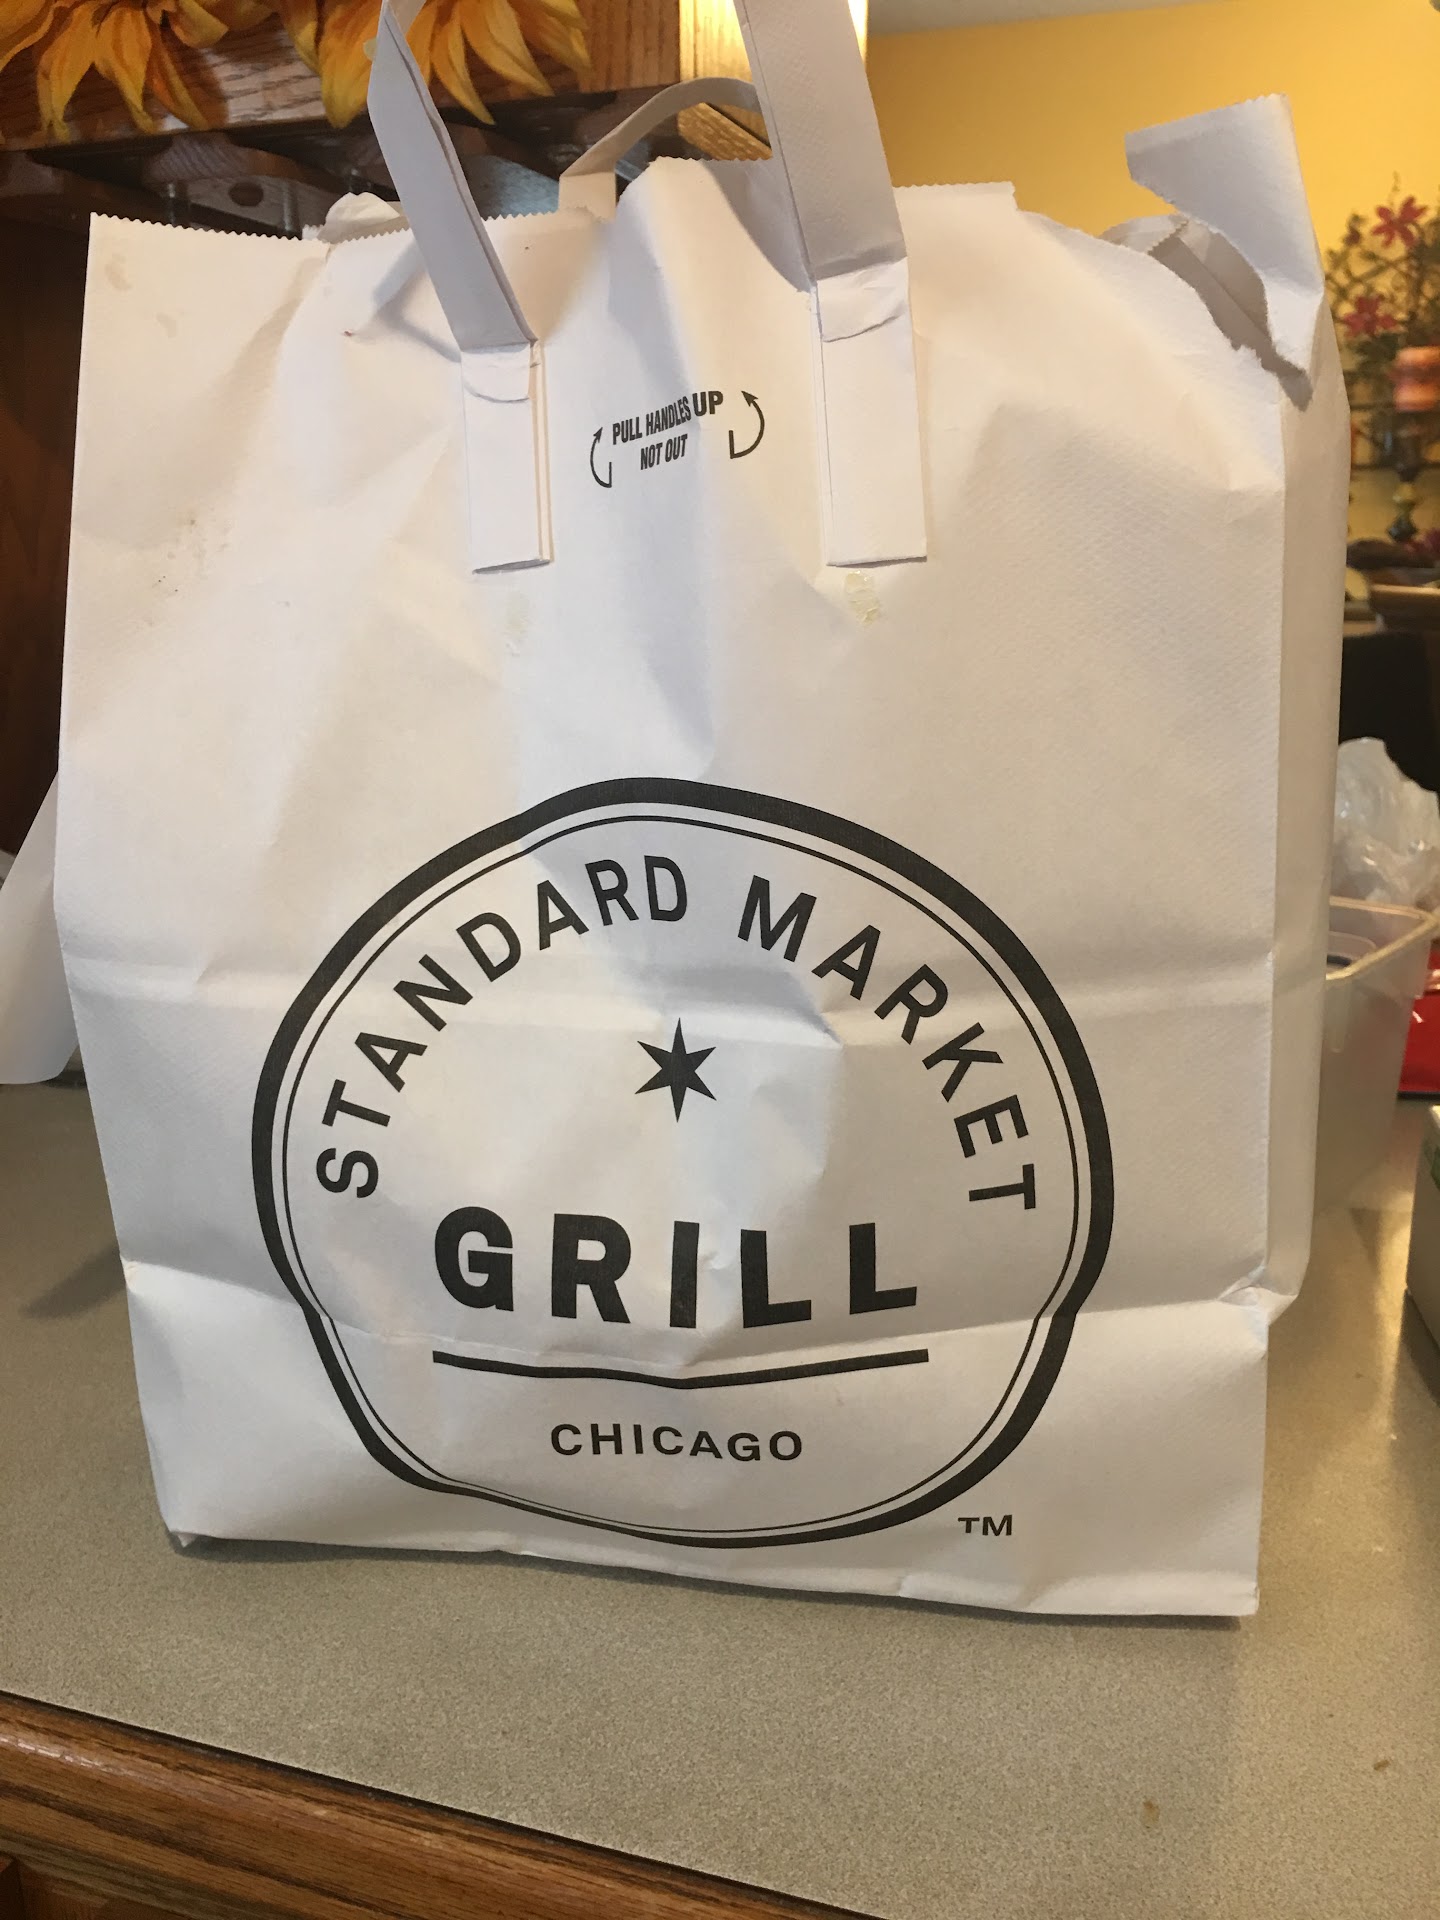 PULL HANDLES UP
NOT OUT
STANDARD MARKET
GRILL
CHICAGO
TM